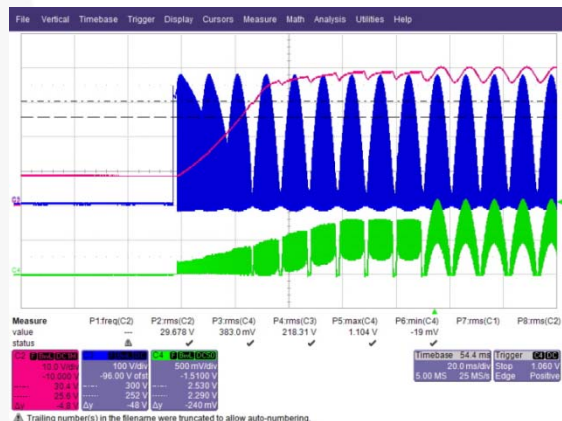 File Vertical Timebase Trigger Display Cursors Measure Math Analysis Utilities Help
C4
Measure P1:freq(C2) P2:rms(C2) P3:rms(C4) P4:rms(C3) P5:max(C4) P6:min(C4) P7:rms(C1) P8:rms(C2)
value --- 29.678 V 383.0 mV 218.31 V 1.104 V -19 mV
status
C2 F BwL DC1M C4 F BwL DC50 Timebase 54.4 ms Trigger C4 DC
10.0 V/div 100 V/div 500 mV/div 20.0 ms/div Stop 1.060 V
-10.000 V -96.00 V ofst -1.5100 V 5.00 MS 25 MS/s Edge Positive
30.4 V 300 V 2.530
25.6 V 252 V 2.290
Δy -4.8 V Δy -48 V Δy -240 mV
Trailing number(s) in the filename were truncated to allow auto-numbering.